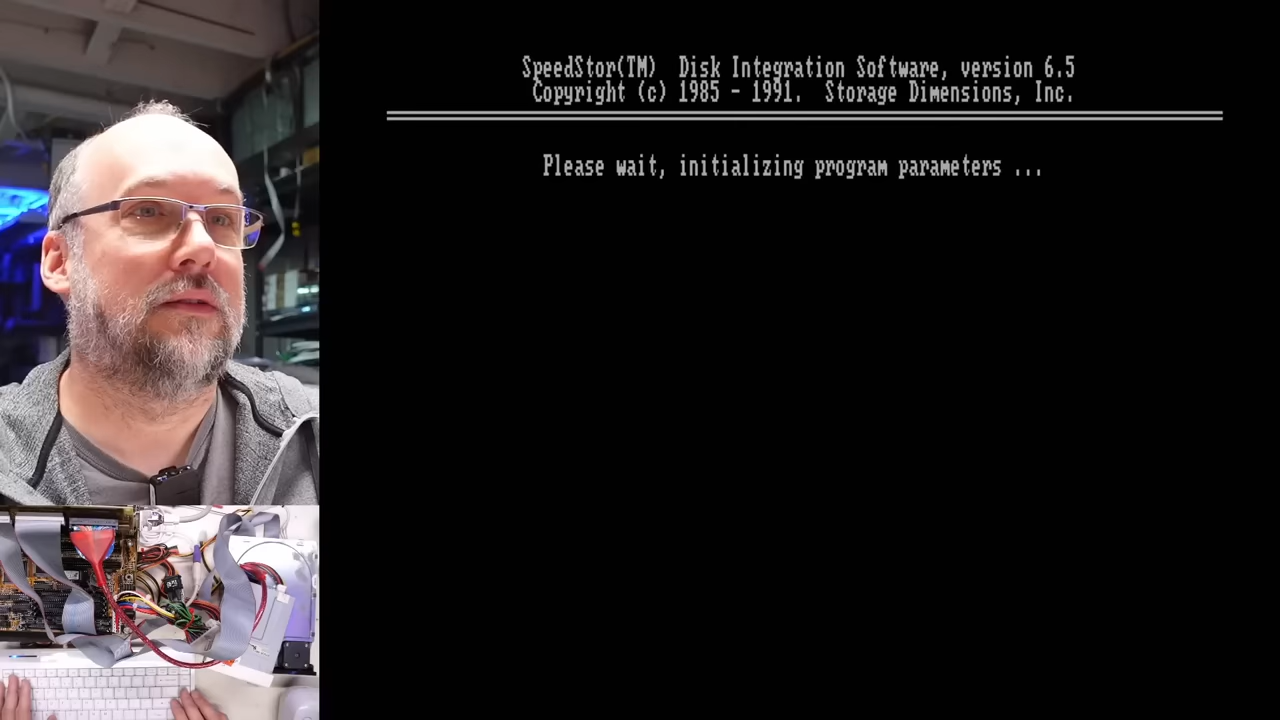 SpeedStor(TM) Disk Integration Software, version 6.5
Copyright (c) 1985 - 1991. Storage Dimensions, Inc.
Please wait, initializing program parameters ...